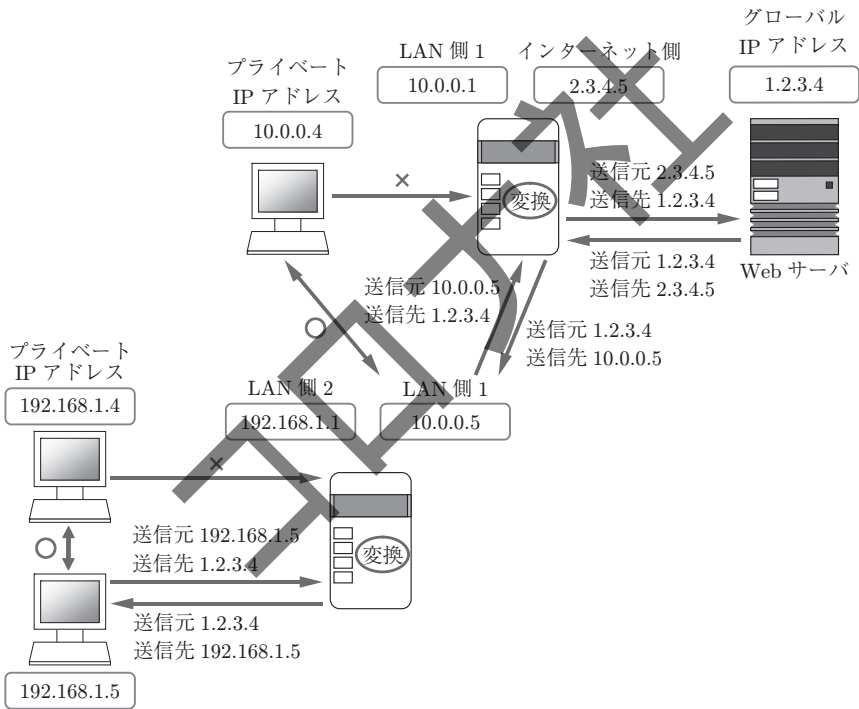 グローバル
IP アドレス
1.2.3.4
LAN 側 1
10.0.0.1
インターネット側
2.3.4.5
プライベート
IP アドレス
10.0.0.4
×
変換
送信元 2.3.4.5
送信先 1.2.3.4
送信元 1.2.3.4
送信先 2.3.4.5
Web サーバ
送信元 10.0.0.5
送信先 1.2.3.4
送信元 1.2.3.4
送信先 10.0.0.5
○
プライベート
IP アドレス
192.168.1.4
LAN 側 2
192.168.1.1
LAN 側 1
10.0.0.5
×
変換
○
送信元 192.168.1.5
送信先 1.2.3.4
送信元 1.2.3.4
送信先 192.168.1.5
192.168.1.5
コロナ社